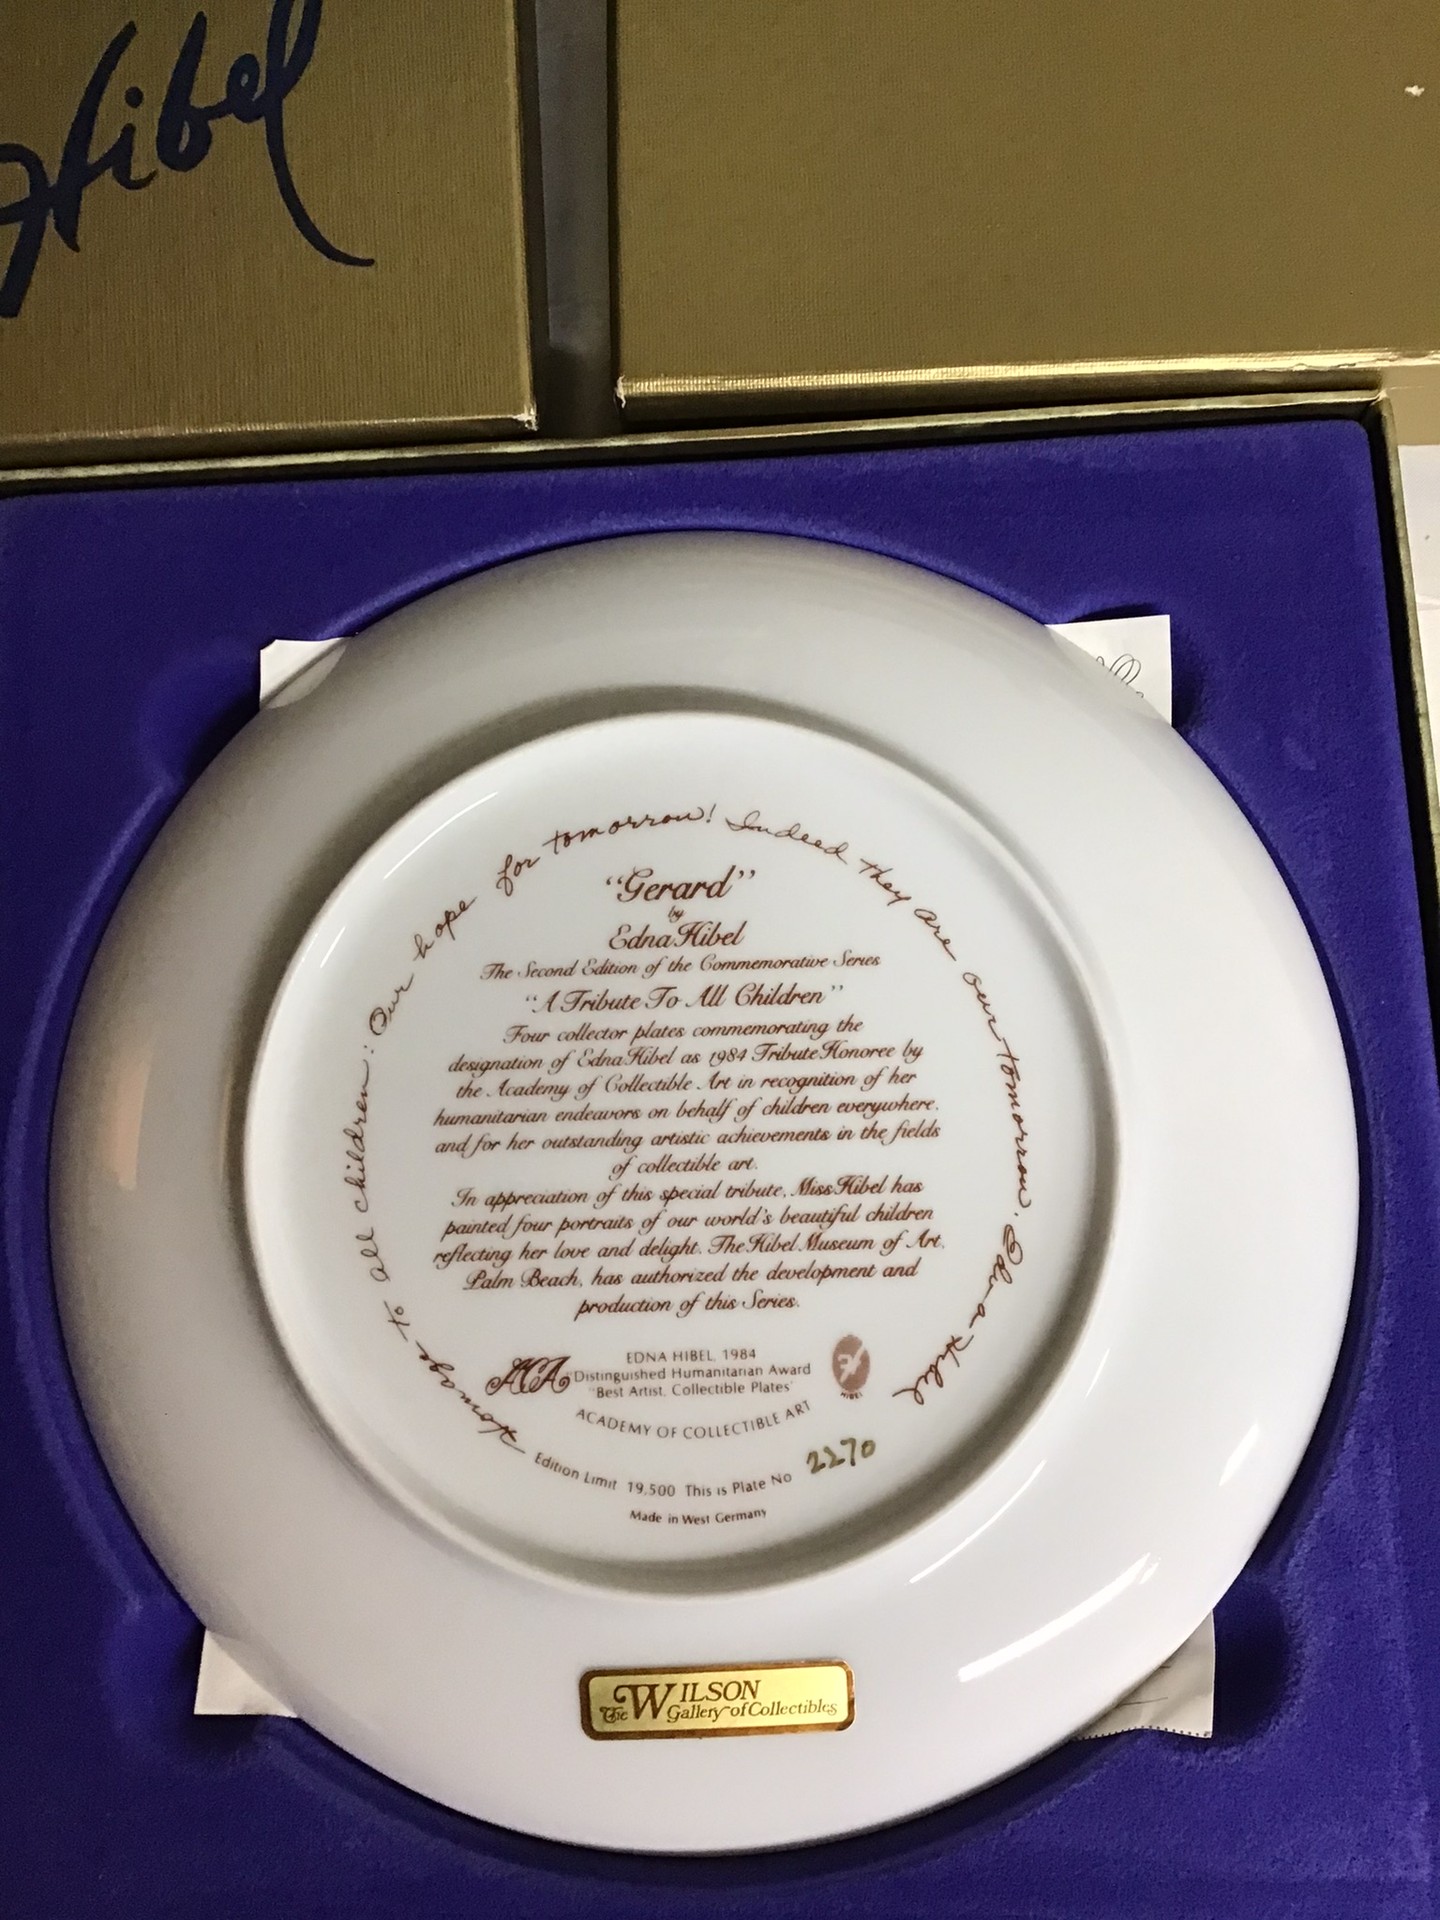 Hibel
Homage to all children: Our hope for tomorrow! Indeed they are our tomorrow. Edna Hibel
"Gerard"
by
Edna Hibel
The Second Edition of the Commemorative Series
"A Tribute To All Children"
Four collector plates commemorating the
designation of Edna Hibel as 1984 Tribute Honoree by
the Academy of Collectible Art in recognition of her
humanitarian endeavors on behalf of children everywhere,
and for her outstanding artistic achievements in the fields
of collectible art.
In appreciation of this special tribute, Miss Hibel has
painted four portraits of our world's beautiful children
reflecting her love and delight. The Hibel Museum of Art,
Palm Beach, has authorized the development and
production of this Series.
ACA
EDNA HIBEL, 1984
"Distinguished Humanitarian Award
"Best Artist, Collectible Plates"
ACADEMY OF COLLECTIBLE ART
HIBEL
Edition Limit 19,500 This is Plate No 2270
Made in West Germany
The WILSON
Gallery of Collectibles